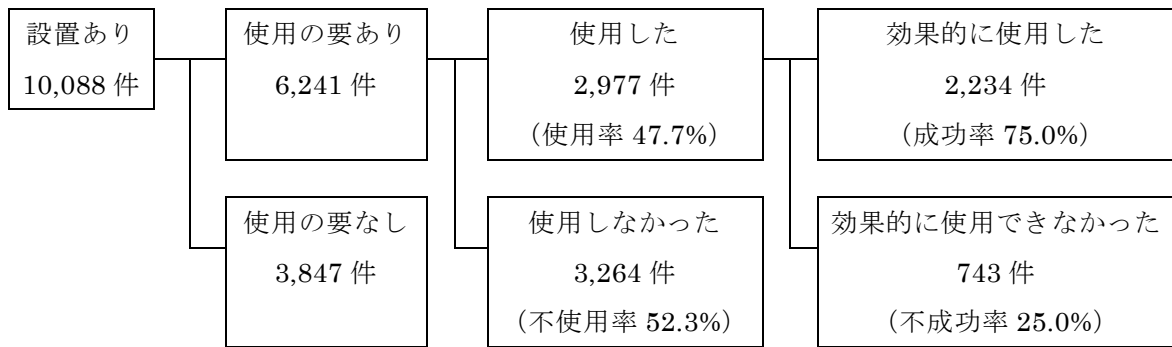 設置あり
10,088 件
使用の要あり
6,241 件
使用した
2,977 件
（使用率 47.7%）
効果的に使用した
2,234 件
（成功率 75.0%）
使用の要なし
3,847 件
使用しなかった
3,264 件
（不使用率 52.3%）
効果的に使用できなかった
743 件
（不成功率 25.0%）